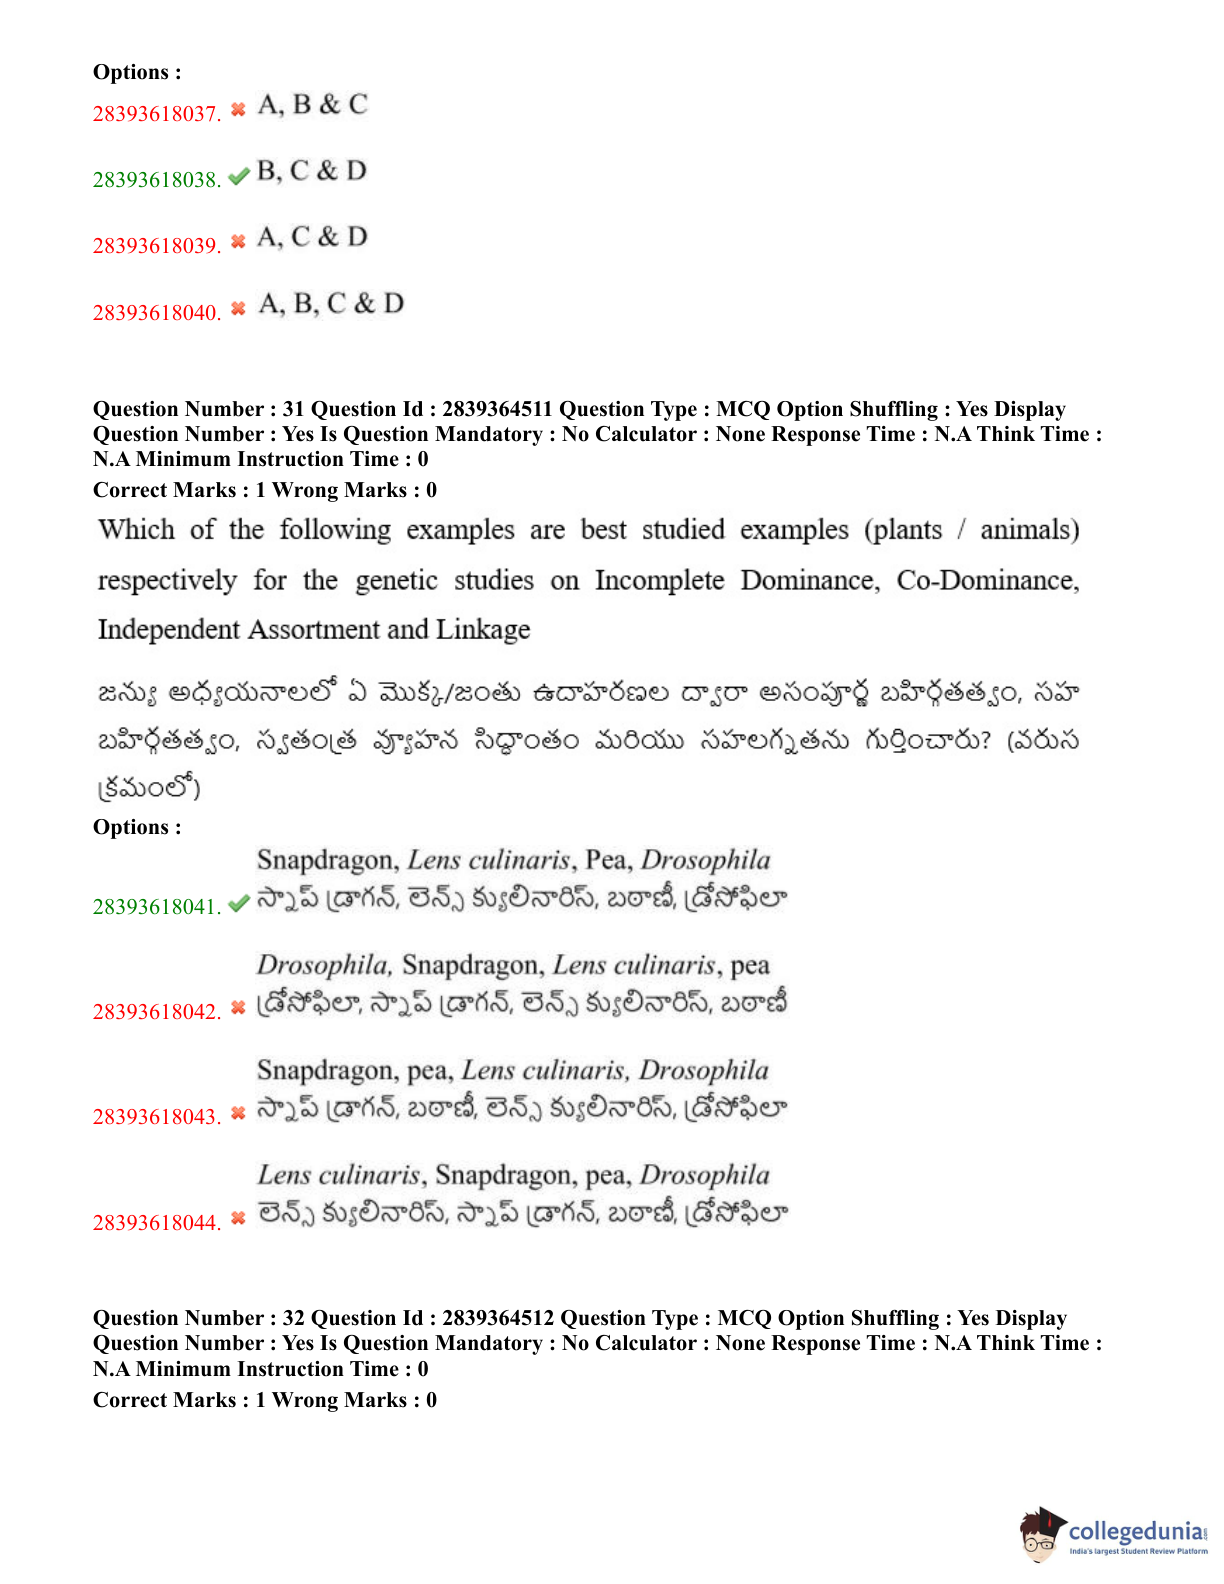 Options :
28393618037. A, B & C
28393618038. B, C & D
28393618039. A, C & D
28393618040. A, B, C & D
Question Number : 31 Question Id : 2839364511 Question Type : MCQ Option Shuffling : Yes Display
Question Number : Yes Is Question Mandatory : No Calculator : None Response Time : N.A Think Time :
N.A Minimum Instruction Time : 0
Correct Marks : 1 Wrong Marks : 0
Which of the following examples are best studied examples (plants / animals)
respectively for the genetic studies on Incomplete Dominance, Co-Dominance,
Independent Assortment and Linkage
జన్యు అధ్యయనాలలో ఏ మొక్క/జంతు ఉదాహరణల ద్వారా అసంపూర్ణ బహిర్గతత్వం, సహ
బహిర్గతత్వం, స్వతంత్ర వ్యూహన సిద్ధాంతం మరియు సహలగ్నతను గుర్తించారు? (వరుస
క్రమంలో)
Options :
Snapdragon, Lens culinaris, Pea, Drosophila
28393618041. స్నాప్ డ్రాగన్, లెన్స్ క్యులినారిస్, బఠాణీ, డ్రోసోఫిలా
Drosophila, Snapdragon, Lens culinaris, pea
28393618042. డ్రోసోఫిలా, స్నాప్ డ్రాగన్, లెన్స్ క్యులినారిస్, బఠాణీ
Snapdragon, pea, Lens culinaris, Drosophila
28393618043. స్నాప్ డ్రాగన్, బఠాణీ, లెన్స్ క్యులినారిస్, డ్రోసోఫిలా
Lens culinaris, Snapdragon, pea, Drosophila
28393618044. లెన్స్ క్యులినారిస్, స్నాప్ డ్రాగన్, బఠాణీ, డ్రోసోఫిలా
Question Number : 32 Question Id : 2839364512 Question Type : MCQ Option Shuffling : Yes Display
Question Number : Yes Is Question Mandatory : No Calculator : None Response Time : N.A Think Time :
N.A Minimum Instruction Time : 0
Correct Marks : 1 Wrong Marks : 0
collegedunia
India's largest Student Review Platform